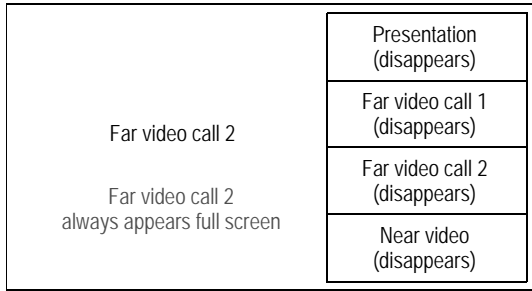 Far video call 2
Far video call 2
always appears full screen
Presentation
(disappears)
Far video call 1
(disappears)
Far video call 2
(disappears)
Near video
(disappears)